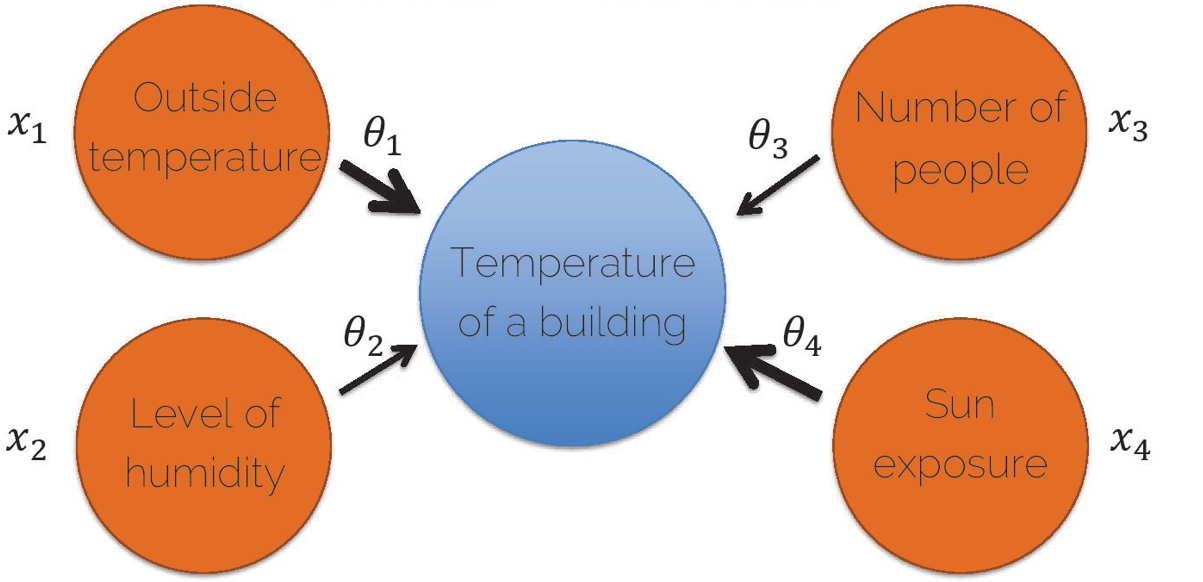 x₁
Outside
temperature
θ₁
θ₃
Number of
people
x₃
Temperature
of a building
x₂
Level of
humidity
θ₂
θ₄
Sun
exposure
x₄